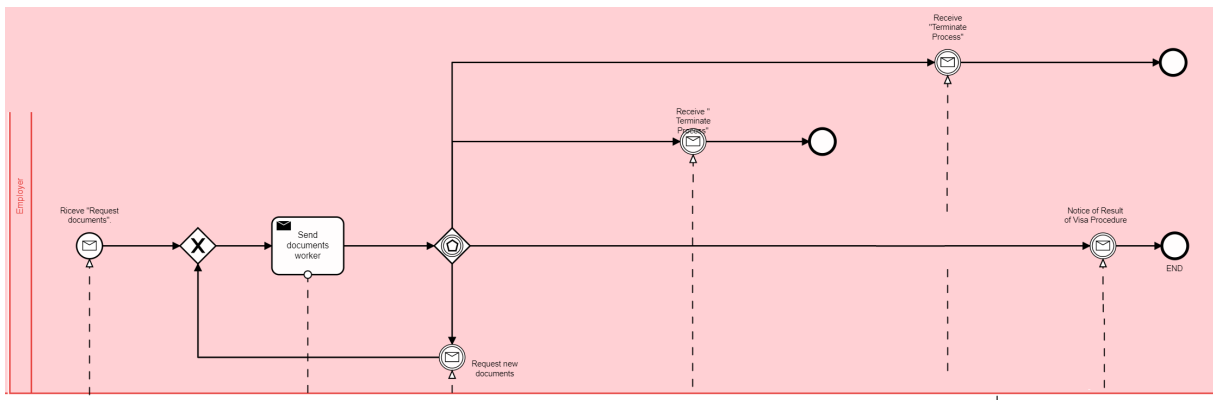 Receive
"Terminate
Process"
Receive "
Terminate
Process"
Employer
Riceve "Request
documents".
Send
documents
worker
Notice of Result
of Visa Procedure
END
Request new
documents